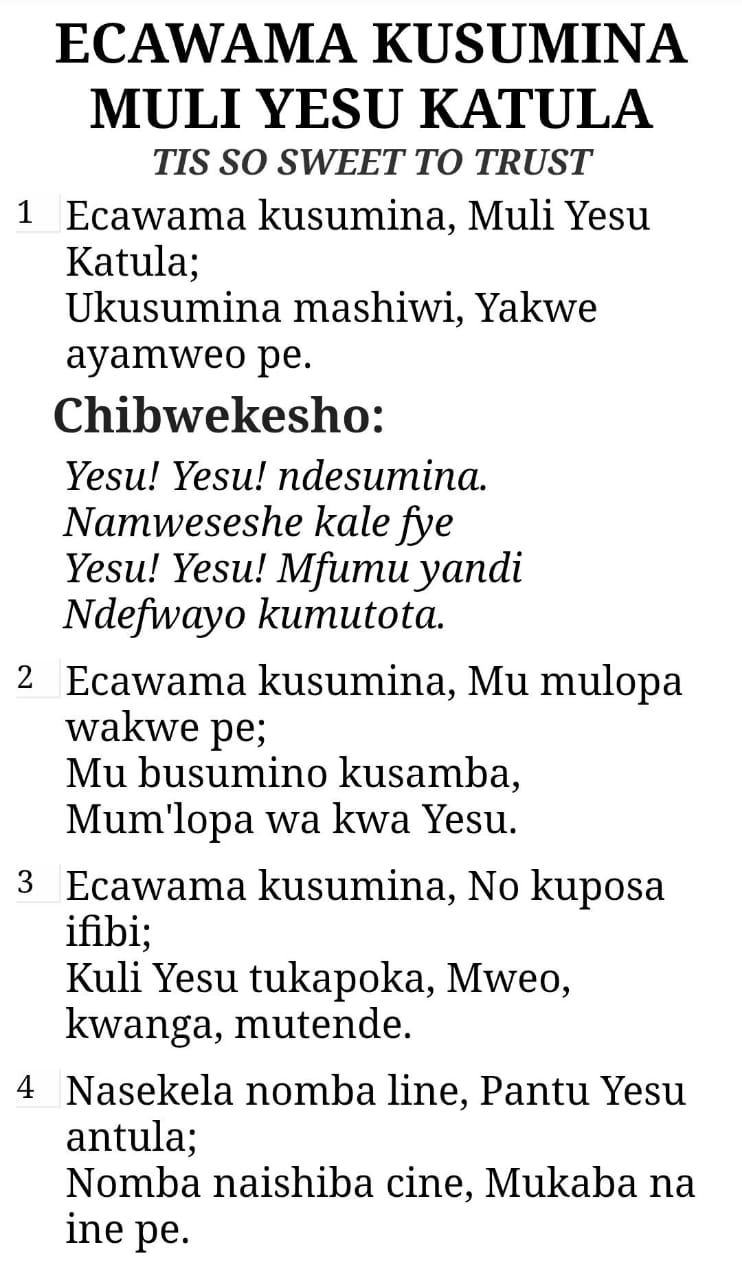 ECAWAMA KUSUMINA
MULI YESU KATULA
TIS SO SWEET TO TRUST
1 Ecawama kusumina, Muli Yesu
Katula;
Ukusumina mashiwi, Yakwe
ayamweo pe.
Chibwekesho:
Yesu! Yesu! ndesumina.
Namweseshe kale fye
Yesu! Yesu! Mfumu yandi
Ndefwayo kumutota.
2 Ecawama kusumina, Mu mulopa
wakwe pe;
Mu busumino kusamba,
Mum'lopa wa kwa Yesu.
3 Ecawama kusumina, No kuposa
ifibi;
Kuli Yesu tukapoka, Mweo,
kwanga, mutende.
4 Nasekela nomba line, Pantu Yesu
antula;
Nomba naishiba cine, Mukaba na
ine pe.